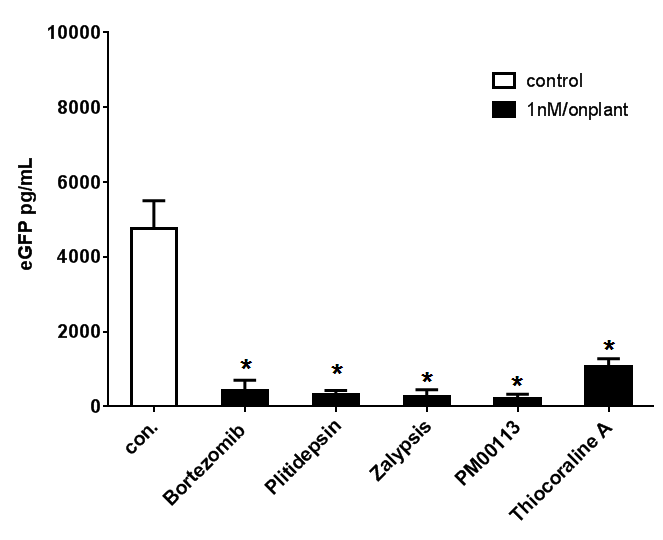 10000
8000
6000
4000
2000
0
eGFP pg/mL
control
1nM/onplant
*
*
*
*
*
con.
Bortezomib
Plitidepsin
Zalypsis
PM00113
Thiocoraline A